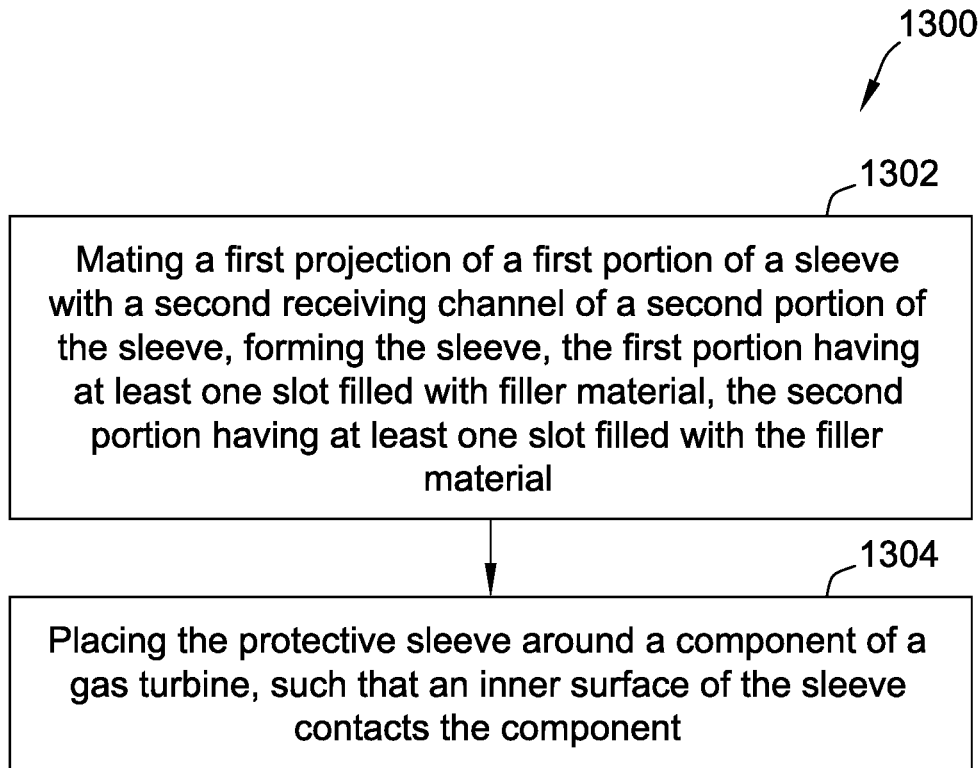 1300
1302
Mating a first projection of a first portion of a sleeve
with a second receiving channel of a second portion of
the sleeve, forming the sleeve, the first portion having
at least one slot filled with filler material, the second
portion having at least one slot filled with the filler
material
1304
Placing the protective sleeve around a component of a
gas turbine, such that an inner surface of the sleeve
contacts the component